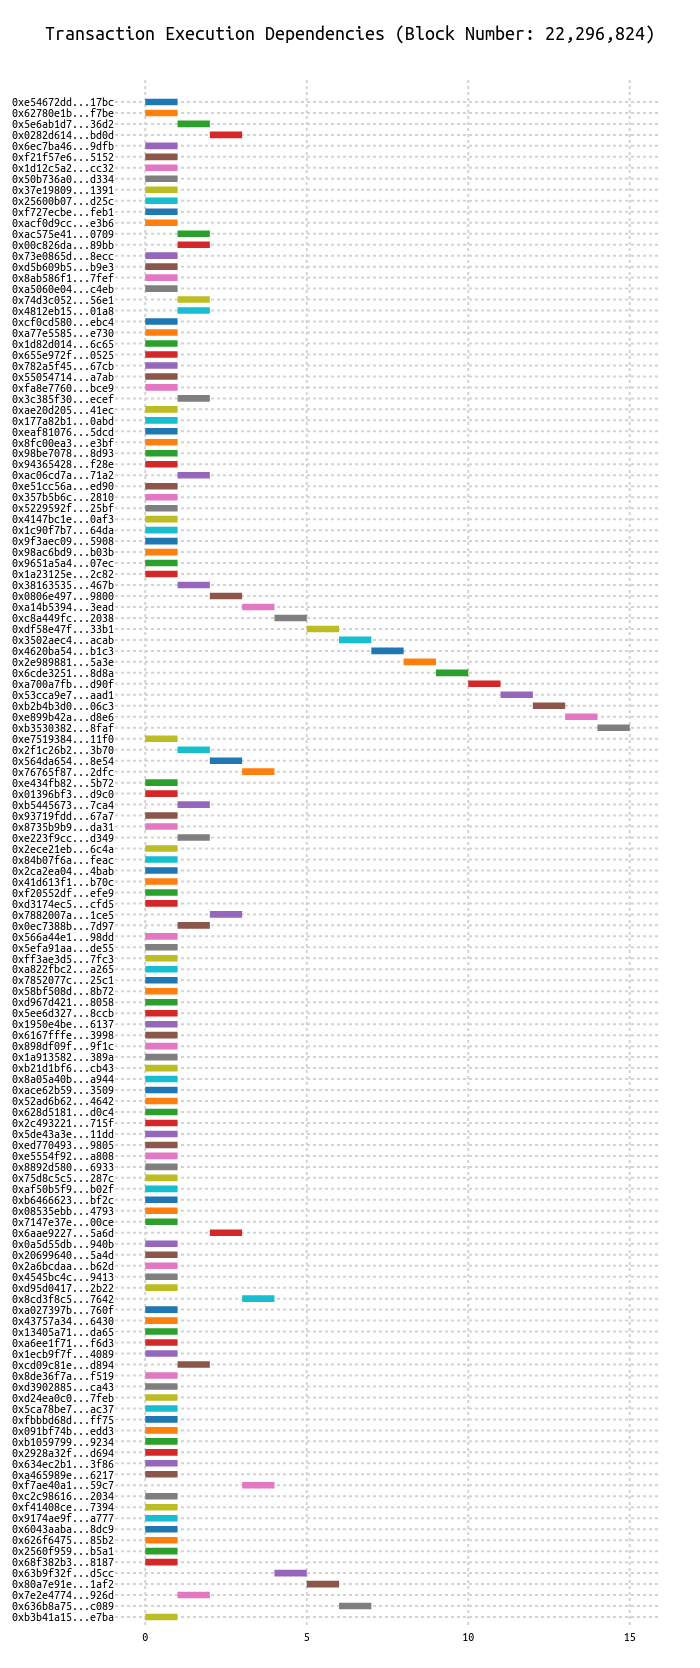 Transaction Execution Dependencies (Block Number: 22,296,824)
0xe54672dd...17bc
0x62780e1b...f7be
0x5e6ab1d7...36d2
0x0282d614...bd0d
0x6ec7ba46...9dfb
0xf21f57e6...5152
0x1d12c5a2...cc32
0x50b736a0...d334
0x37e19809...1391
0x25600b07...d25c
0xf727ecbe...feb1
0xacf0d9cc...e3b6
0xac575e41...0709
0x00c826da...89bb
0x73e0865d...8ecc
0xd5b609b5...b9e3
0x8ab586f1...7fef
0xa5060e04...c4eb
0x74d3c052...56e1
0x4812eb15...01a8
0xcf0cd580...ebc4
0xa77e5585...e730
0x1d82d014...6c65
0x655e972f...0525
0x782a5f45...67cb
0x55054714...a7ab
0xfa8e7760...bce9
0x3c385f30...ecef
0xae20d205...41ec
0x177a82b1...0abd
0xeaf81076...5dcd
0x8fc00ea3...e3bf
0x98be7078...8d93
0x94365428...f28e
0xac06cd7a...71a2
0xe51cc56a...ed90
0x357b5b6c...2810
0x5229592f...25bf
0x4147bc1e...0af3
0x1c90f7b7...64da
0x9f3aec09...5908
0x98ac6bd9...b03b
0x9651a5a4...07ec
0x1a23125e...2c82
0x38163535...467b
0x0806e497...9800
0xa14b5394...3ead
0xc8a449fc...2038
0xdf58e47f...33b1
0x3502aec4...acab
0x4620ba54...b1c3
0x2e989881...5a3e
0x6cde3251...8d8a
0xa700a7fb...d90f
0x53cca9e7...aad1
0xb2b4b3d0...06c3
0xe899b42a...d8e6
0xb3530382...8faf
0xe7519384...11f0
0x2f1c26b2...3b70
0x564da654...8e54
0x76765f87...2dfc
0xe434fb82...5b72
0x01396bf3...d9c0
0xb5445673...7ca4
0x93719fdd...67a7
0x8735b9b9...da31
0xe223f9cc...d349
0x2ece21eb...6c4a
0x84b07f6a...feac
0x2ca2ea04...4bab
0x41d613f1...b70c
0xf20552df...efe9
0xd3174ec5...cfd5
0x7882007a...1ce5
0x0ec7388b...7d97
0x566a44e1...98dd
0x5efa91aa...de55
0xff3ae3d5...7fc3
0xa822fbc2...a265
0x7852077c...25c1
0x58bf508d...8b72
0xd967d421...8058
0x5ee6d327...8ccb
0x1950e4be...6137
0x6167fffe...3998
0x898df09f...9f1c
0x1a913582...389a
0xb21d1bf6...cb43
0x8a05a40b...a944
0xace62b59...3509
0x52ad6b62...4642
0x628d5181...d0c4
0x2c493221...715f
0x5de43a3e...11dd
0xed770493...9805
0xe5554f92...a808
0x8892d580...6933
0x75d8c5c5...287c
0xaf50b5f9...b02f
0xb6466623...bf2c
0x08535ebb...4793
0x7147e37e...00ce
0x6aae9227...5a6d
0x0a5d55db...940b
0x20699640...5a4d
0x2a6bcdaa...b62d
0x4545bc4c...9413
0xd95d0417...2b22
0x8cd3f8c5...7642
0xa027397b...760f
0x43757a34...6430
0x13405a71...da65
0xa6ee1f71...f6d3
0x1ecb9f7f...4089
0xcd09c81e...d894
0x8de36f7a...f519
0xd3902885...ca43
0xd24ea0c0...7feb
0x5ca78be7...ac37
0xfbbbd68d...ff75
0x091bf74b...edd3
0xb1059799...9234
0x2928a32f...d694
0x634ec2b1...3f86
0xa465989e...6217
0xf7ae40a1...59c7
0xc2c98616...2034
0xf41408ce...7394
0x9174ae9f...a777
0x6043aaba...8dc9
0x626f6475...85b2
0x2560f959...b5a1
0x68f382b3...8187
0x63b9f32f...d5cc
0x80a7e91e...1af2
0x7e2e4774...926d
0x636b8a75...c089
0xb3b41a15...e7ba
0 5 10 15